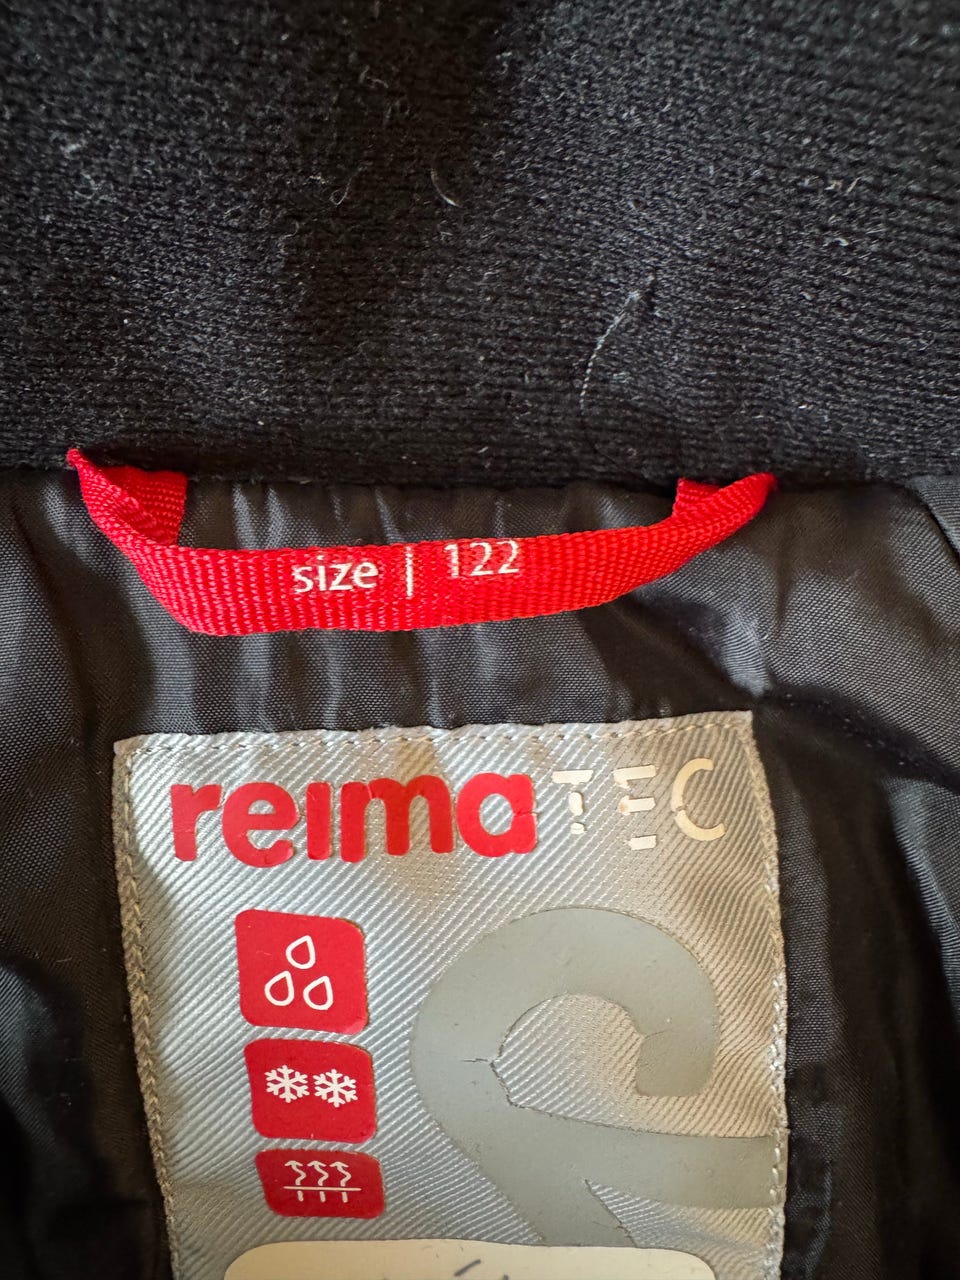 size | 122
reima TEC